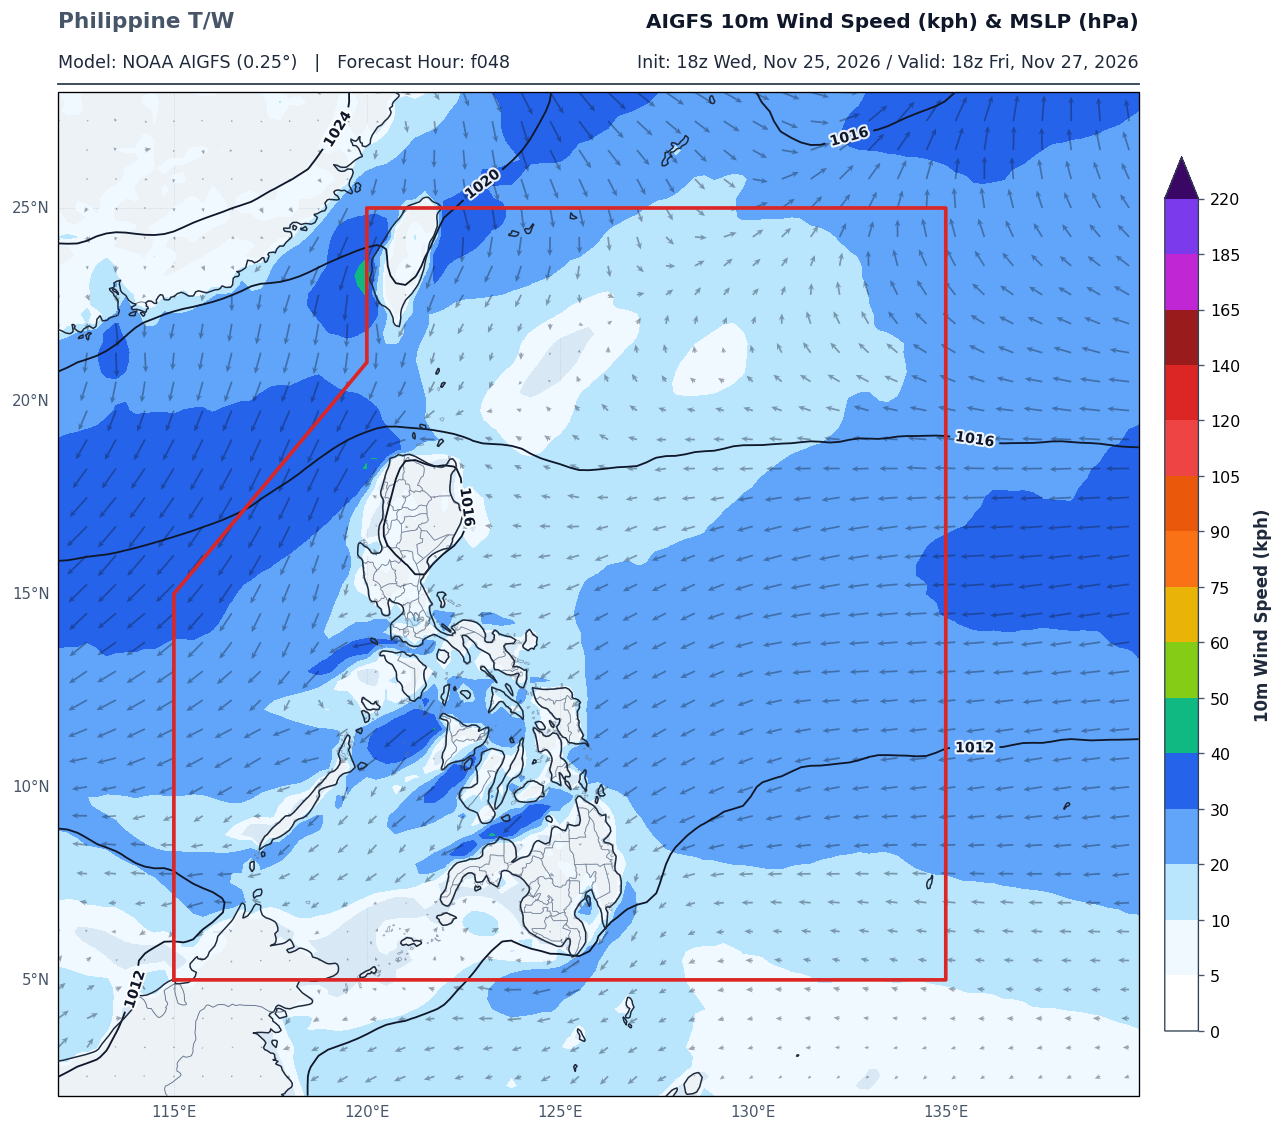 Philippine T/W
AIGFS 10m Wind Speed (kph) & MSLP (hPa)
Model: NOAA AIGFS (0.25°) | Forecast Hour: f048
Init: 18z Wed, Nov 25, 2026 / Valid: 18z Fri, Nov 27, 2026
1024
1016
1020
25°N
220
185
165
140
120
105
90
75
60
50
40
30
20
10
5
0
10m Wind Speed (kph)
20°N
1016
1016
15°N
1012
10°N
1012
5°N
115°E
120°E
125°E
130°E
135°E